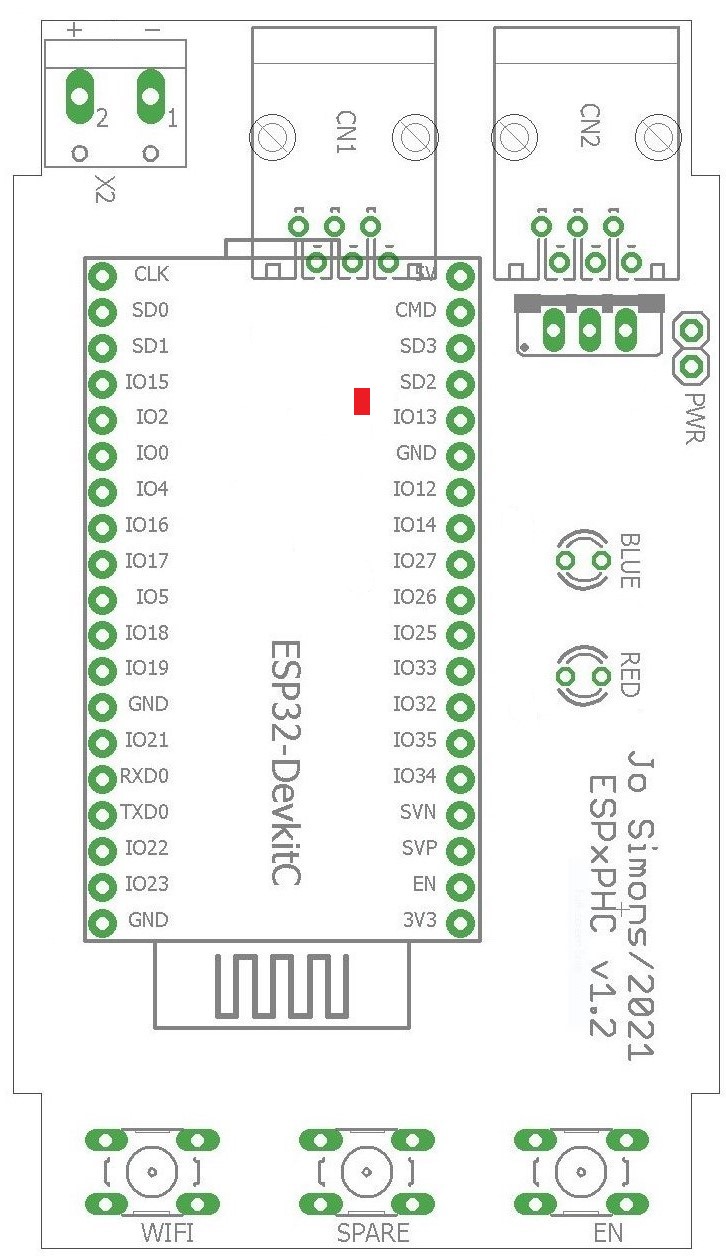 + −
2 1
X2
CN1
CN2
CLK 5V
SD0 CMD
SD1 SD3
IO15 SD2
IO2 IO13
IO0 GND
IO4 IO12
IO16 IO14
IO17 IO27
IO5 IO26
IO18 IO25
IO19 IO33
GND IO32
IO21 IO35
RXD0 IO34
TXD0 SVN
IO22 SVP
IO23 EN
GND 3V3
ESP32-DevkitC
PWR
BLUE
RED
Jo Simons/2021
ESPxPHC v1.2
WIFI
SPARE
EN